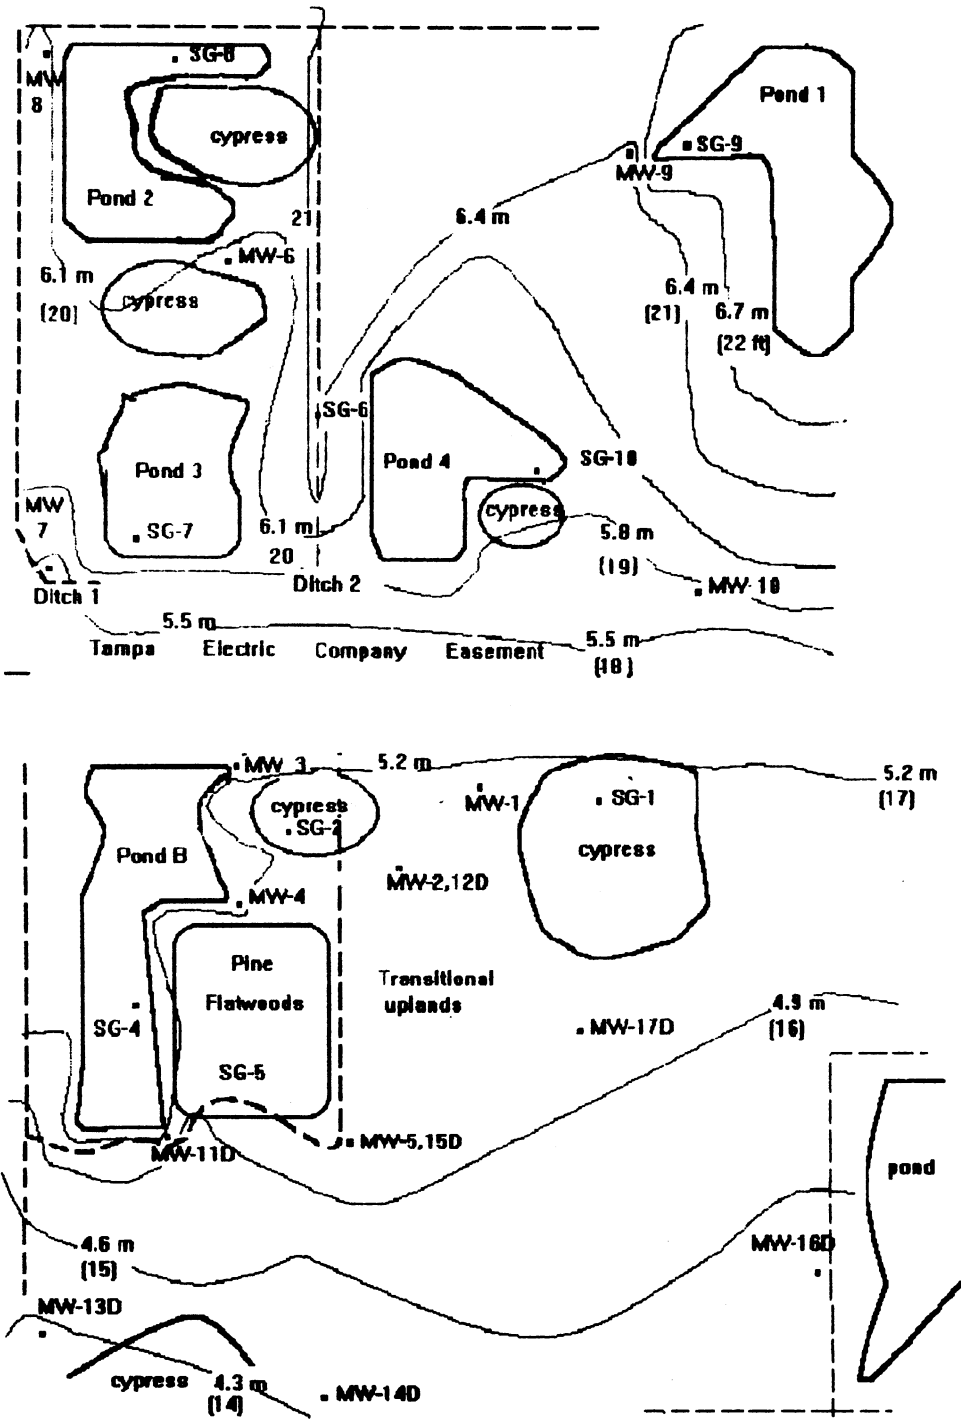 SG-8
MW
8
Pond 1
cypress
SG-9
MW-9
Pond 2
21
6.4 m
MW-6
6.1 m
(20)
cypress
6.4 m
(21)
6.7 m
(22 ft)
SG-6
Pond 3
Pond 4
SG-10
MW
7
SG-7
6.1 m
20
cypress
5.8 m
(19)
Ditch 1
Ditch 2
MW-10
5.5 m
Tampa Electric Company Easement
5.5 m
(18)
MW 3
5.2 m
5.2 m
(17)
cypress
SG-2
MW-1
SG-1
Pond B
cypress
MW-4
MW-2,12D
Pine
Flatwoods
Transitional
uplands
SG-4
MW-17D
4.9 m
(16)
SG-5
MW-11D
MW-5,15D
pond
4.6 m
(15)
MW-16D
MW-13D
cypress
4.3 m
(14)
MW-14D